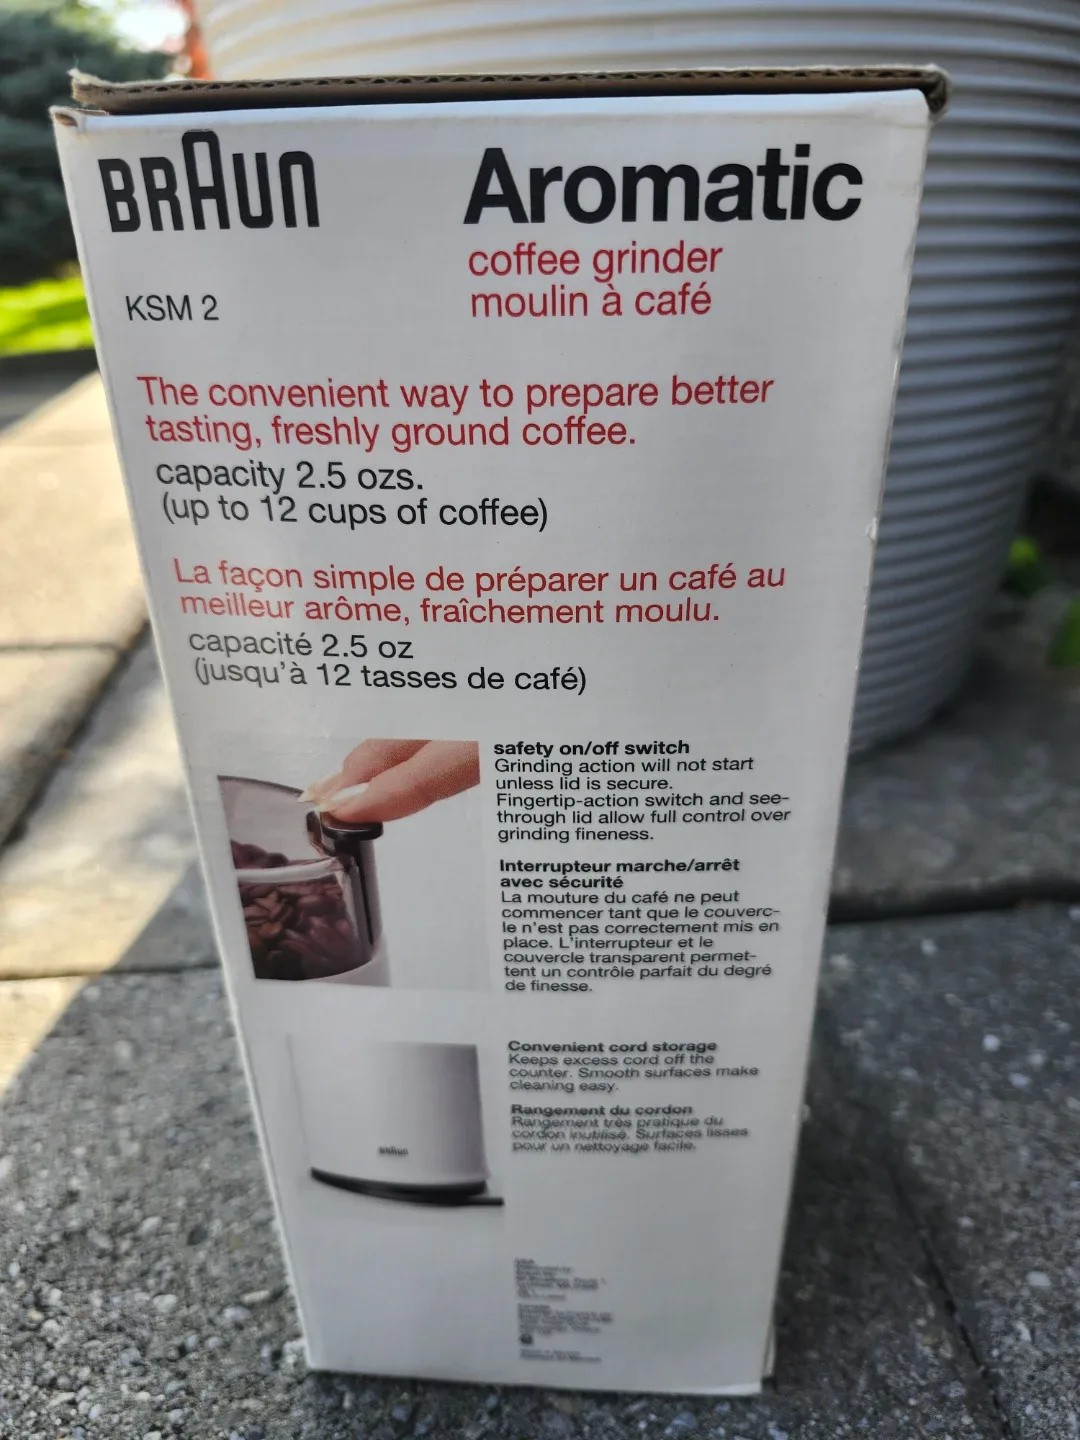 BRAUN
Aromatic
coffee grinder
moulin à café
KSM 2
The convenient way to prepare better
tasting, freshly ground coffee.
capacity 2.5 ozs.
(up to 12 cups of coffee)
La façon simple de préparer un café au
meilleur arôme, fraîchement moulu.
capacité 2.5 oz
(jusqu'à 12 tasses de café)
safety on/off switch
Grinding action will not start
unless lid is secure.
Fingertip-action switch and see-
through lid allow full control over
grinding fineness.
Interrupteur marche/arrêt
avec sécurité
La mouture du café ne peut
commencer tant que le couverc-
le n'est pas correctement mis en
place. L'interrupteur et le
couvercle transparent permet-
tent un contrôle parfait du degré
de finesse.
Convenient cord storage
Keeps excess cord off the
counter. Smooth surfaces make
cleaning easy.
Rangement du cordon
Rangement très pratique du
cordon inutilisé. Surfaces lisses
pour un nettoyage facile.
BRAUN